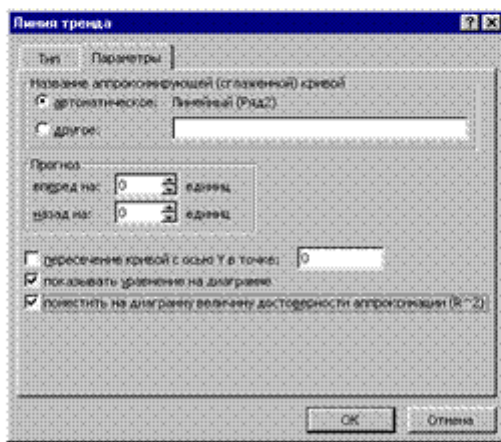 Линия тренда
Тип Параметры
Название аппроксимирующей (сглаженной) кривой
автоматическое: Линейный (Ряд2)
другое:
Прогноз
вперед на: 0 единиц
назад на: 0 единиц
пересечение кривой с осью Y в точке: 0
показывать уравнение на диаграмме
поместить на диаграмму величину достоверности аппроксимации (R^2)
OK Отмена